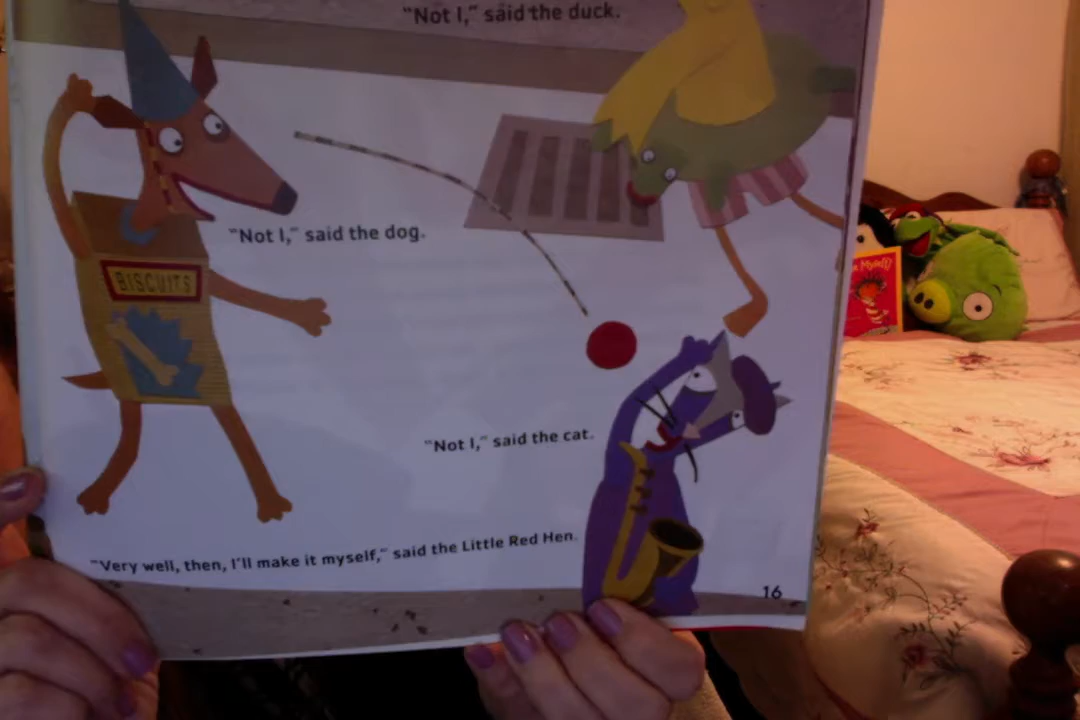 "Not I," said the duck.
"Not I," said the dog.
BISCUITS
"Not I," said the cat.
"Very well, then, I'll make it myself," said the Little Red Hen.
16
Myself)